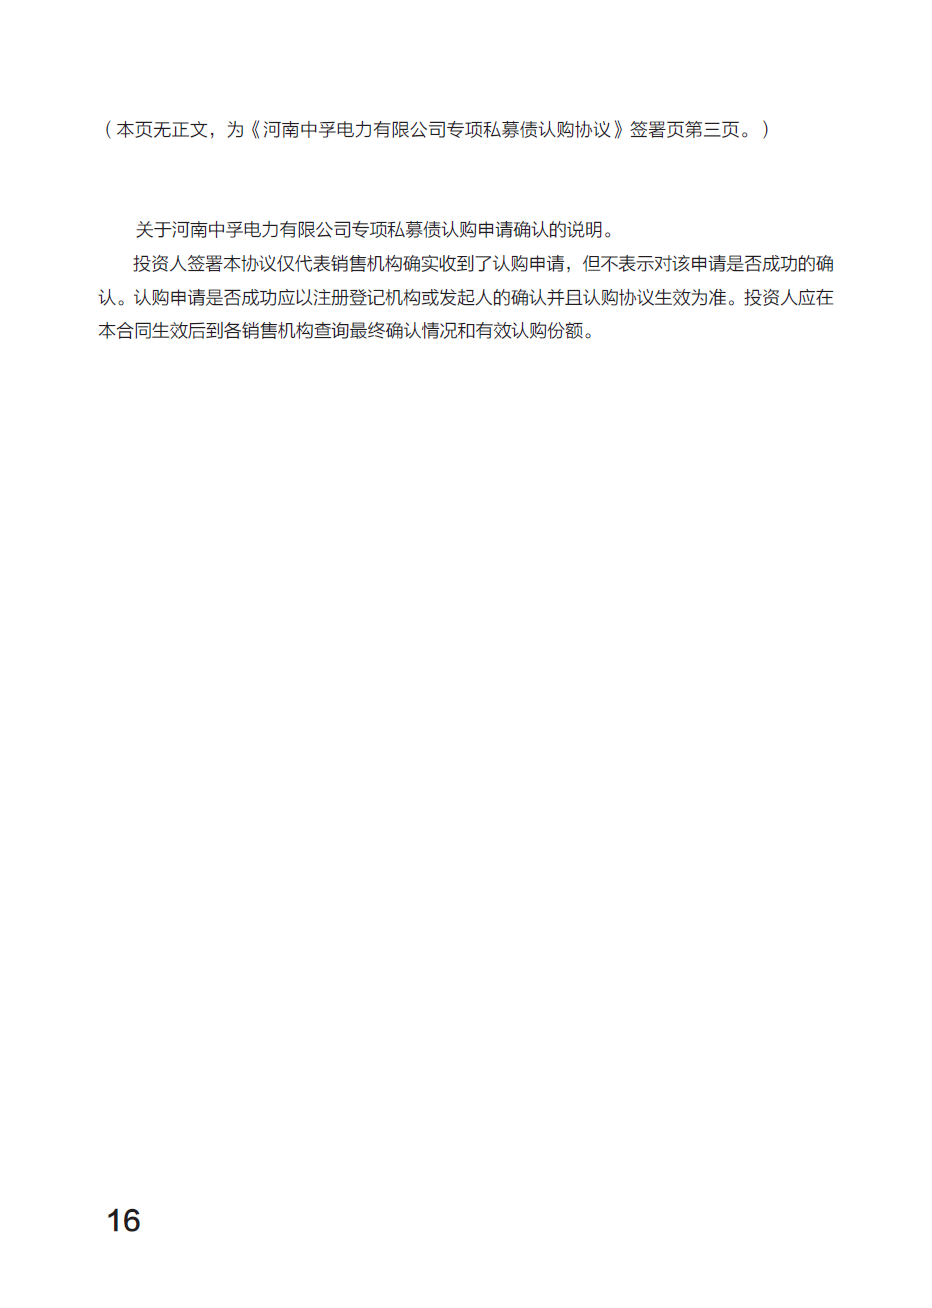 （本页无正文，为《河南中孚电力有限公司专项私募债认购协议》签署页第三页。）
关于河南中孚电力有限公司专项私募债认购申请确认的说明。
投资人签署本协议仅代表销售机构确实收到了认购申请，但不表示对该申请是否成功的确
认。认购申请是否成功应以注册登记机构或发起人的确认并且认购协议生效为准。投资人应在
本合同生效后到各销售机构查询最终确认情况和有效认购份额。
16